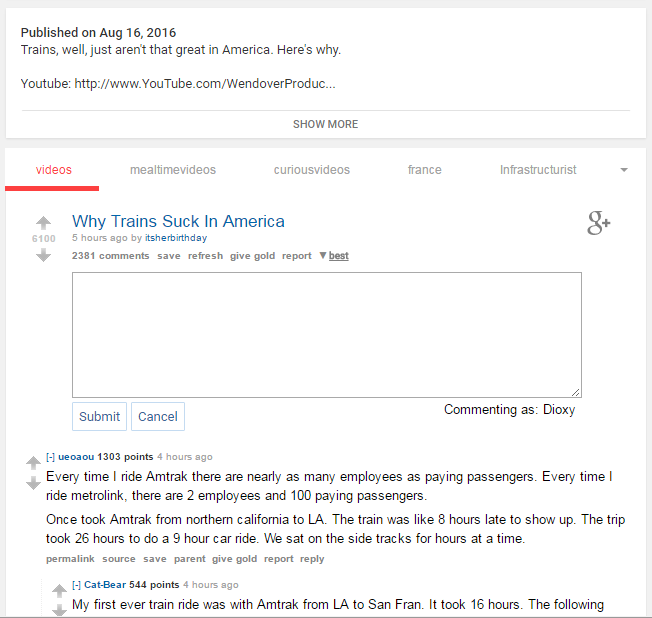 Published on Aug 16, 2016
Trains, well, just aren't that great in America. Here's why.
Youtube: http://www.YouTube.com/WendoverProduc...
SHOW MORE
videos mealtimevideos curiousvideos france Infrastructurist
Why Trains Suck In America
g+
6100
5 hours ago by itsherbirthday
2381 comments save refresh give gold report ▼best
Submit Cancel
Commenting as: Dioxy
[-] ueoaou 1303 points 4 hours ago
Every time I ride Amtrak there are nearly as many employees as paying passengers. Every time I
ride metrolink, there are 2 employees and 100 paying passengers.
Once took Amtrak from northern california to LA. The train was like 8 hours late to show up. The trip
took 26 hours to do a 9 hour car ride. We sat on the side tracks for hours at a time.
permalink source save parent give gold report reply
[-] Cat-Bear 544 points 4 hours ago
My first ever train ride was with Amtrak from LA to San Fran. It took 16 hours. The following